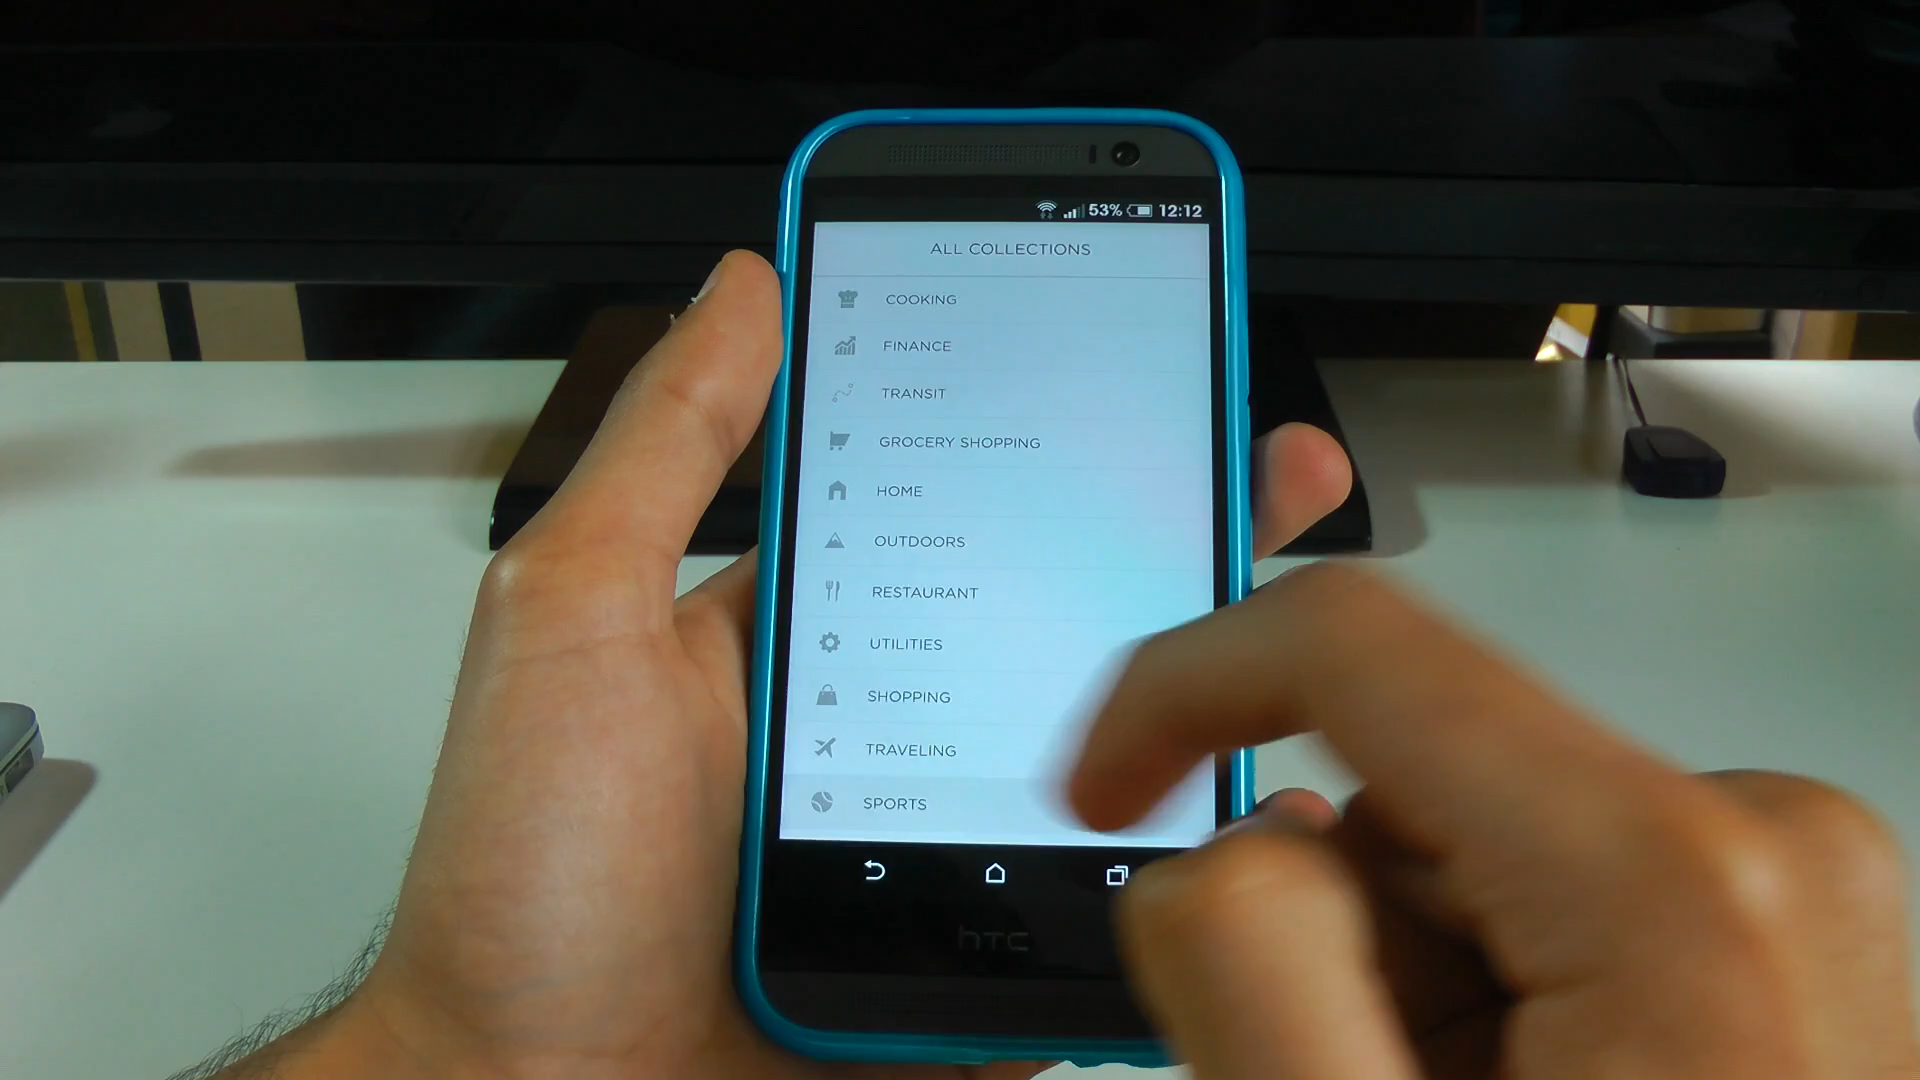 53% 12:12
ALL COLLECTIONS
COOKING
FINANCE
TRANSIT
GROCERY SHOPPING
HOME
OUTDOORS
RESTAURANT
UTILITIES
SHOPPING
TRAVELING
SPORTS
hTC